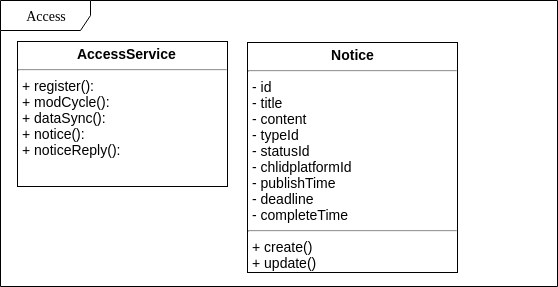 Access
AccessService
+ register():
+ modCycle():
+ dataSync():
+ notice():
+ noticeReply():
Notice
- id
- title
- content
- typeId
- statusId
- chlidplatformId
- publishTime
- deadline
- completeTime
+ create()
+ update()